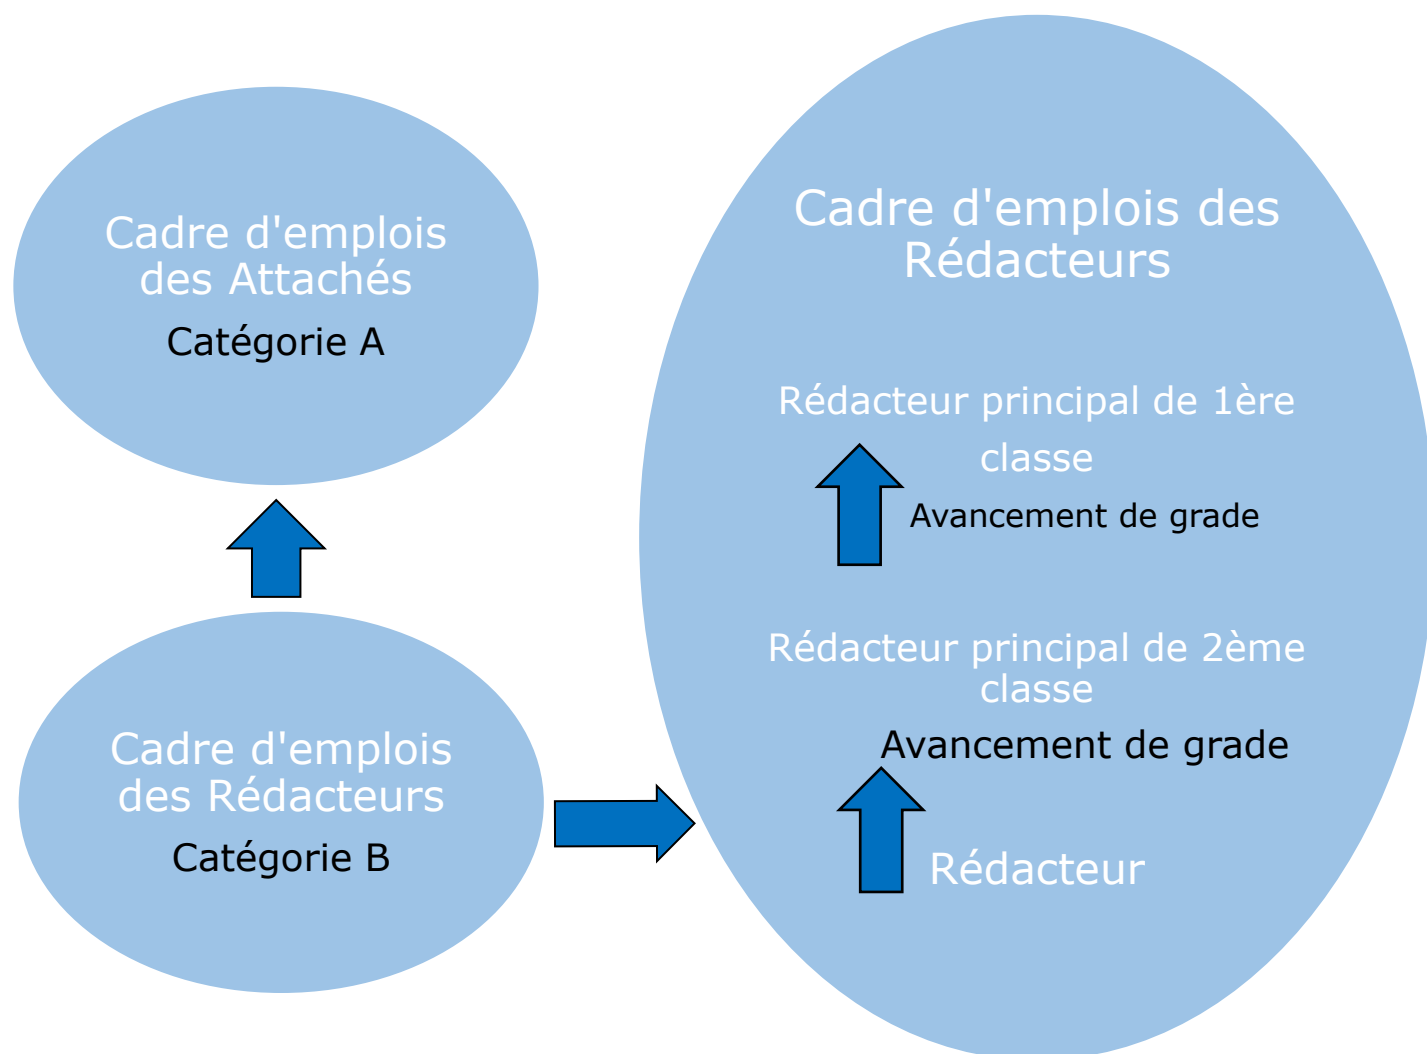 Cadre d'emplois
des Attachés
Catégorie A
Cadre d'emplois
des Rédacteurs
Catégorie B
Cadre d'emplois des
Rédacteurs
Rédacteur principal de 1ère
classe
Avancement de grade
Rédacteur principal de 2ème
classe
Avancement de grade
Rédacteur